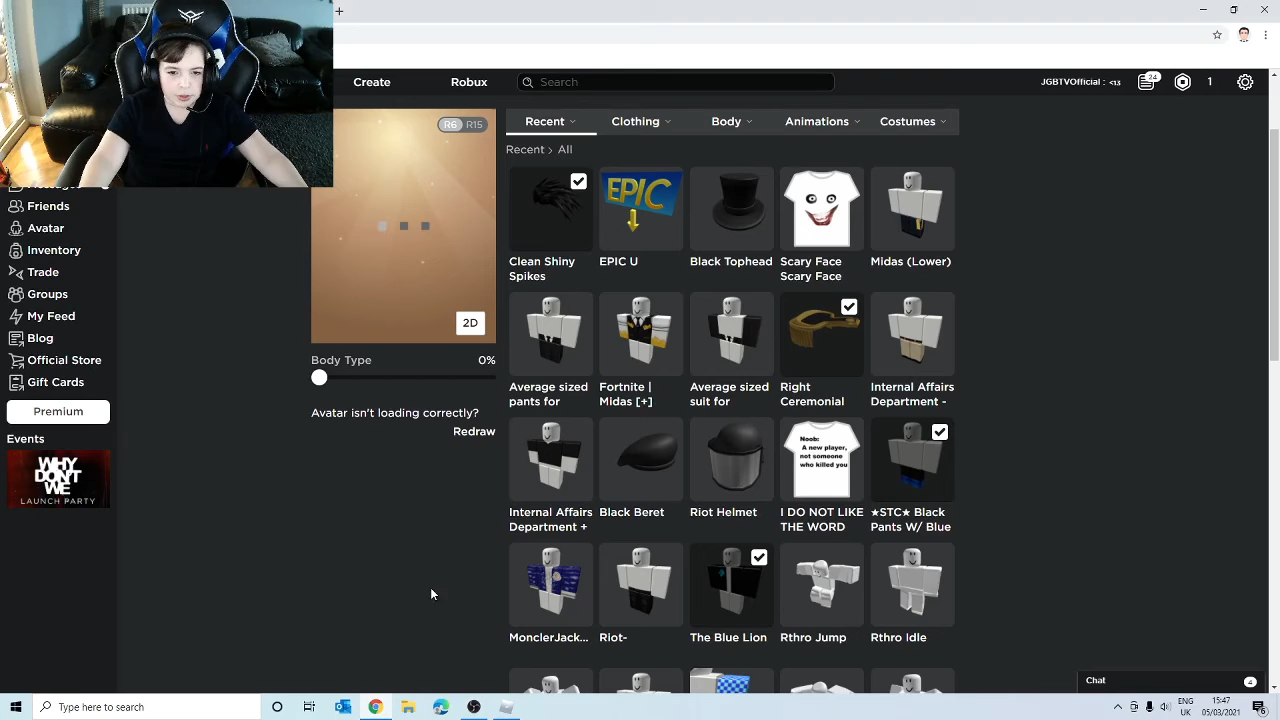 Create
Robux
Search
JGBTVOfficial : <13
24
1
R6 R15
Recent
Clothing
Body
Animations
Costumes
Recent > All
Friends
Avatar
Inventory
Trade
Groups
My Feed
Blog
Official Store
Gift Cards
Premium
Events
WHY
DON'T
WE
LAUNCH PARTY
2D
Body Type 0%
Avatar isn't loading correctly?
Redraw
EPIC
Clean Shiny
Spikes
EPIC U
Black Tophead
Scary Face
Scary Face
Midas (Lower)
Average sized
pants for
Fortnite |
Midas [+]
Average sized
suit for
Right
Ceremonial
Internal Affairs
Department -
Noob:
A new player,
not someone
who killed you
Internal Affairs
Department +
Black Beret
Riot Helmet
I DO NOT LIKE
THE WORD
★STC★ Black
Pants W/ Blue
MonclerJack...
Riot-
The Blue Lion
Rthro Jump
Rthro Idle
Chat
4
Type here to search
ENG
UK
15:47
05/03/2021
6